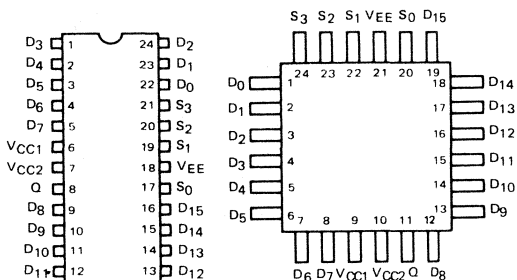 D3 1 24 D2
D4 2 23 D1
D5 3 22 D0
D6 4 21 S3
D7 5 20 S2
VCC1 6 19 S1
VCC2 7 18 VEE
Q 8 17 S0
D8 9 16 D15
D9 10 15 D14
D10 11 14 D13
D11 12 13 D12
S3 S2 S1 VEE S0 D15
24 23 22 21 20 19
D0 1 18 D14
D1 2 17 D13
D2 3 16 D12
D3 4 15 D11
D4 5 14 D10
D5 6 13 D9
7 8 9 10 11 12
D6 D7 VCC1 VCC2 Q D8